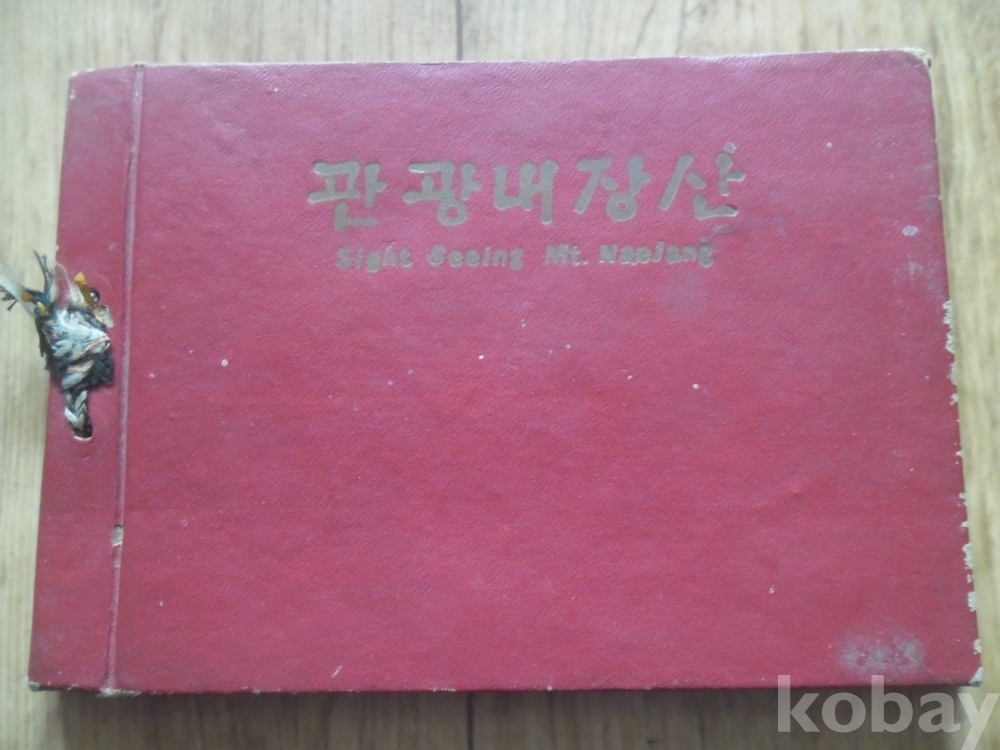 관광내장산
Sight Seeing Mt. Naejang
kobay